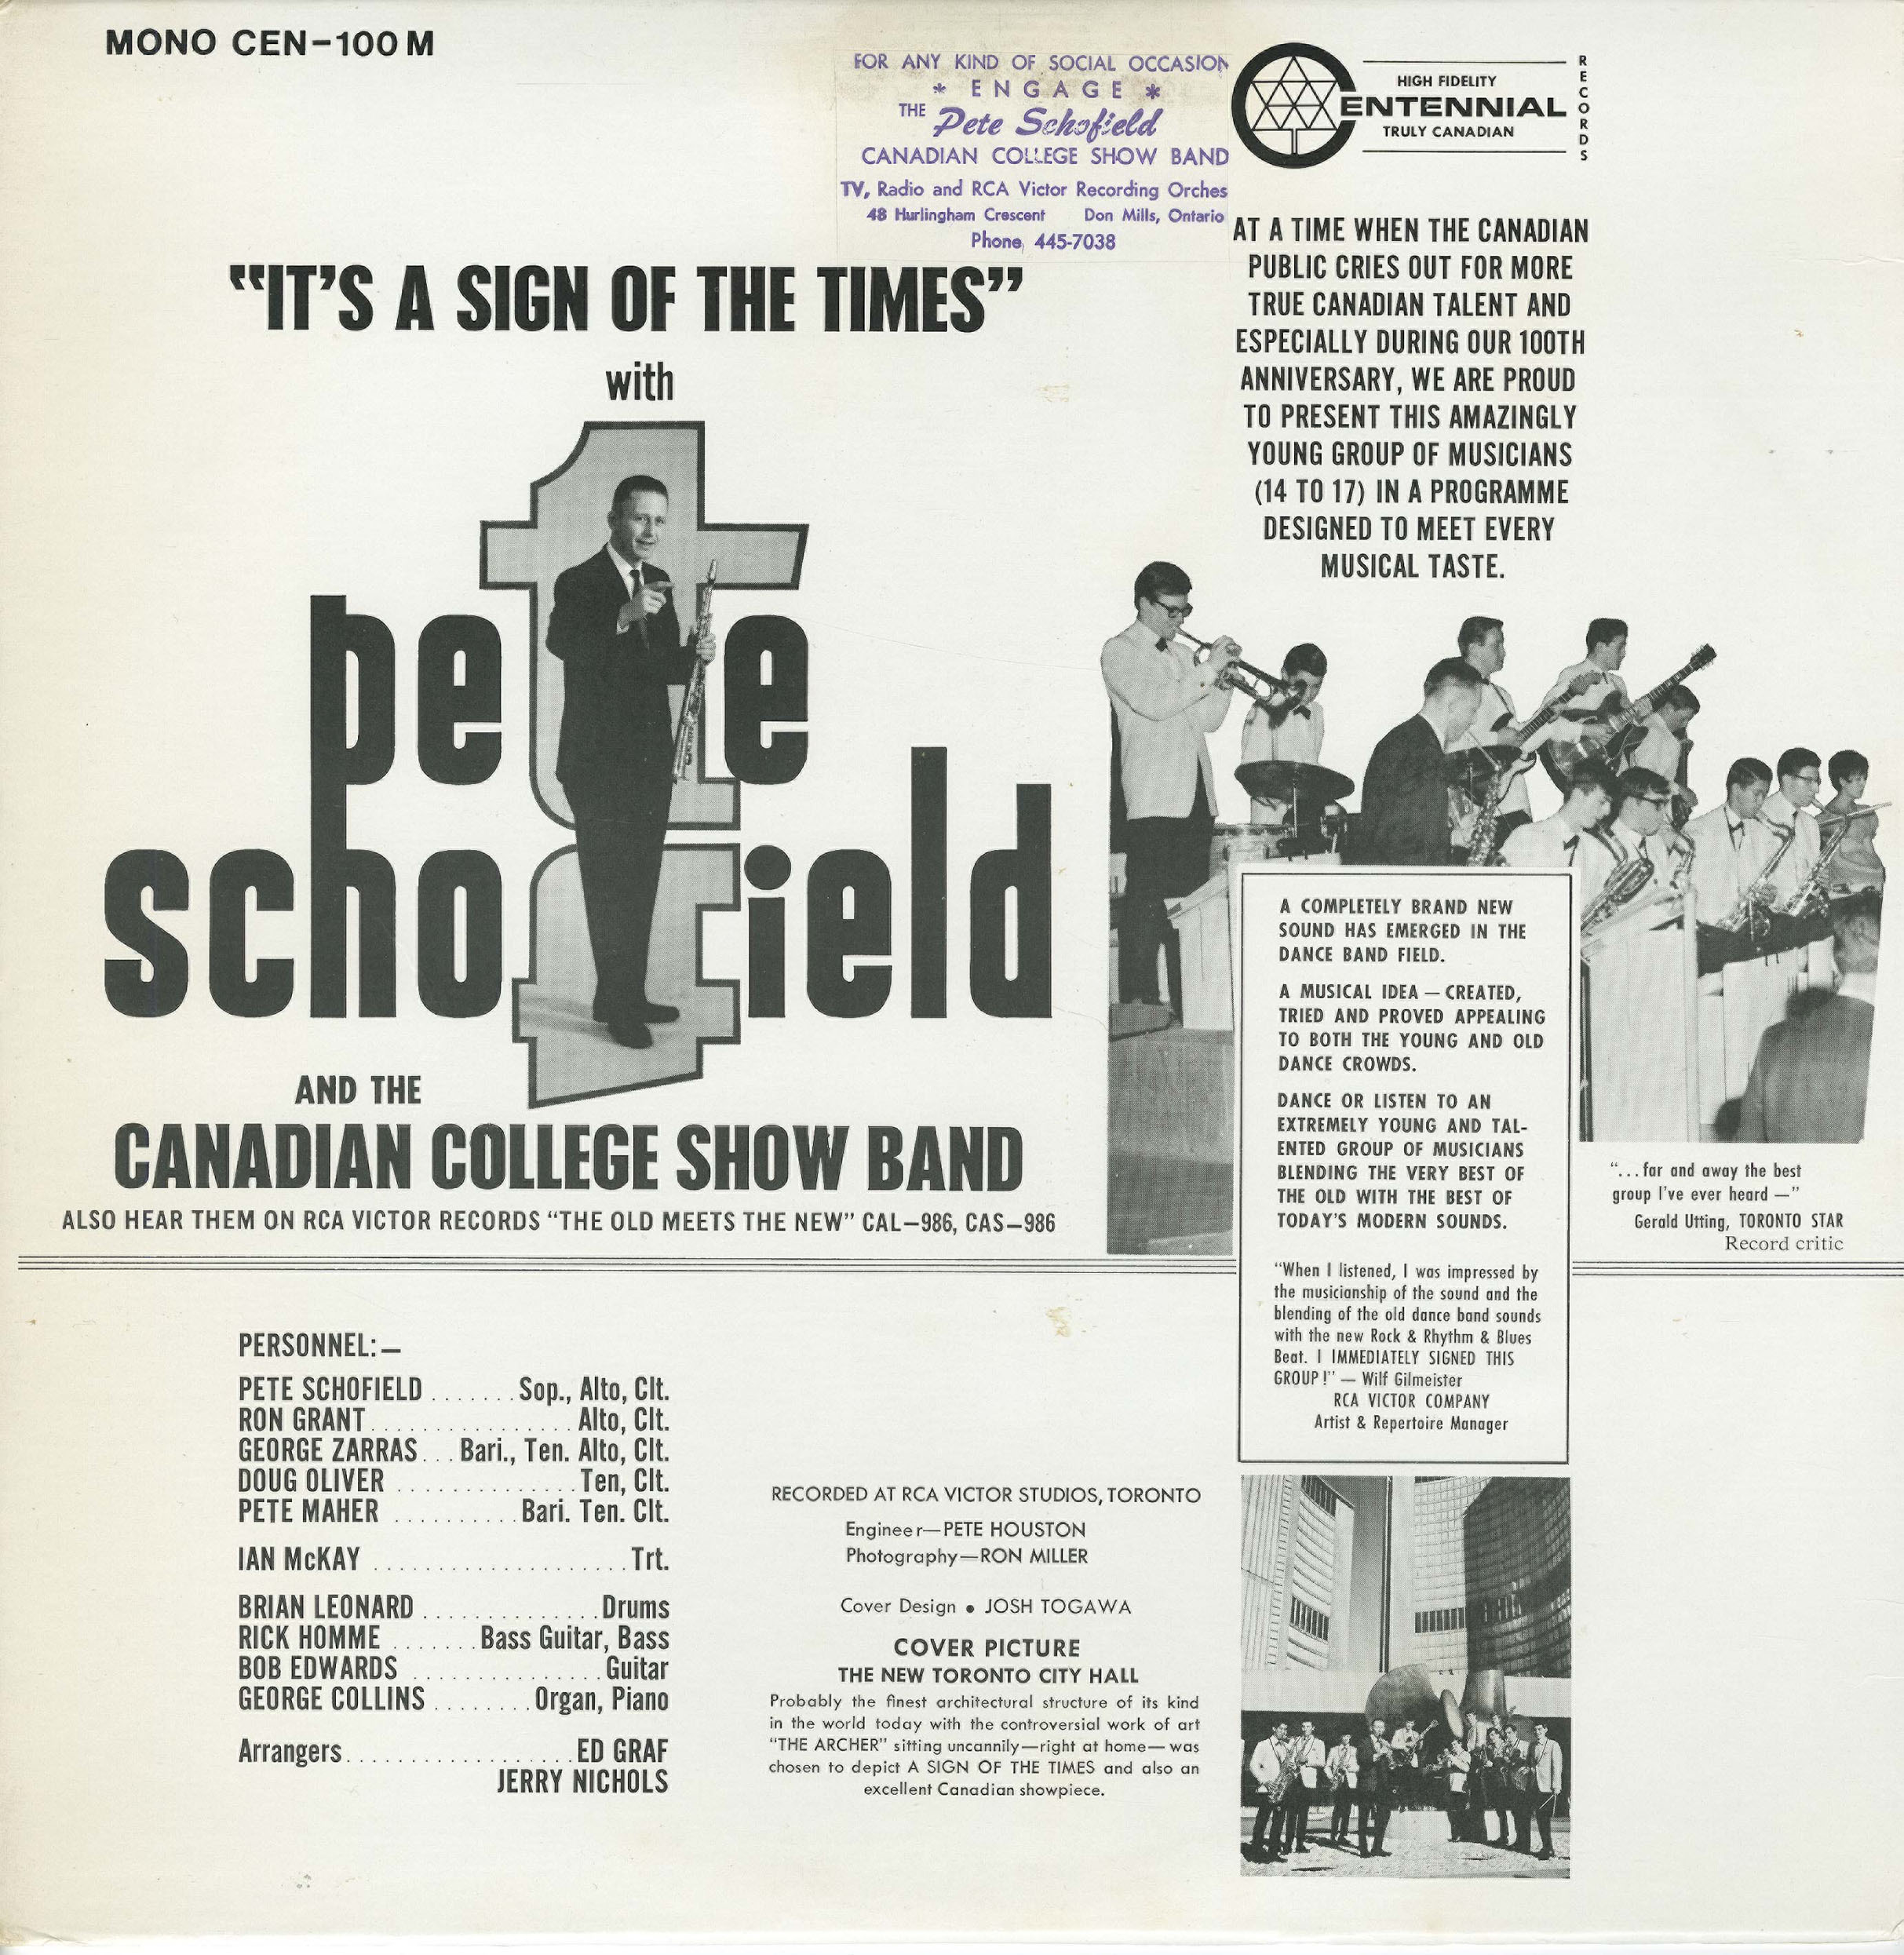 MONO CEN-100 M
FOR ANY KIND OF SOCIAL OCCASION
* ENGAGE *
THE Pete Schofield
CANADIAN COLLEGE SHOW BAND
TV, Radio and RCA Victor Recording Orches
48 Hurlingham Crescent Don Mills, Ontario
Phone, 445-7038
HIGH FIDELITY
CENTENNIAL
TRULY CANADIAN
RECORDS
AT A TIME WHEN THE CANADIAN
PUBLIC CRIES OUT FOR MORE
TRUE CANADIAN TALENT AND
ESPECIALLY DURING OUR 100TH
ANNIVERSARY, WE ARE PROUD
TO PRESENT THIS AMAZINGLY
YOUNG GROUP OF MUSICIANS
(14 TO 17) IN A PROGRAMME
DESIGNED TO MEET EVERY
MUSICAL TASTE.
“IT’S A SIGN OF THE TIMES”
with
pete
schofield
AND THE
CANADIAN COLLEGE SHOW BAND
ALSO HEAR THEM ON RCA VICTOR RECORDS “THE OLD MEETS THE NEW” CAL–986, CAS–986
A COMPLETELY BRAND NEW
SOUND HAS EMERGED IN THE
DANCE BAND FIELD.
A MUSICAL IDEA — CREATED,
TRIED AND PROVED APPEALING
TO BOTH THE YOUNG AND OLD
DANCE CROWDS.
DANCE OR LISTEN TO AN
EXTREMELY YOUNG AND TAL-
ENTED GROUP OF MUSICIANS
BLENDING THE VERY BEST OF
THE OLD WITH THE BEST OF
TODAY’S MODERN SOUNDS.
“When I listened, I was impressed by
the musicianship of the sound and the
blending of the old dance band sounds
with the new Rock & Rhythm & Blues
Beat. I IMMEDIATELY SIGNED THIS
GROUP!” — Wilf Gilmeister
RCA VICTOR COMPANY
Artist & Repertoire Manager
“...far and away the best
group I’ve ever heard —”
Gerald Utting, TORONTO STAR
Record critic
PERSONNEL:—
PETE SCHOFIELD ....... Sop., Alto, Clt.
RON GRANT ................ Alto, Clt.
GEORGE ZARRAS ... Bari., Ten. Alto, Clt.
DOUG OLIVER .............. Ten, Clt.
PETE MAHER .......... Bari. Ten. Clt.
IAN McKAY .................... Trt.
BRIAN LEONARD .............. Drums
RICK HOMME ....... Bass Guitar, Bass
BOB EDWARDS ............... Guitar
GEORGE COLLINS ........ Organ, Piano
Arrangers .................. ED GRAF
JERRY NICHOLS
RECORDED AT RCA VICTOR STUDIOS, TORONTO
Engineer—PETE HOUSTON
Photography—RON MILLER
Cover Design • JOSH TOGAWA
COVER PICTURE
THE NEW TORONTO CITY HALL
Probably the finest architectural structure of its kind
in the world today with the controversial work of art
“THE ARCHER” sitting uncannily—right at home—was
chosen to depict A SIGN OF THE TIMES and also an
excellent Canadian showpiece.